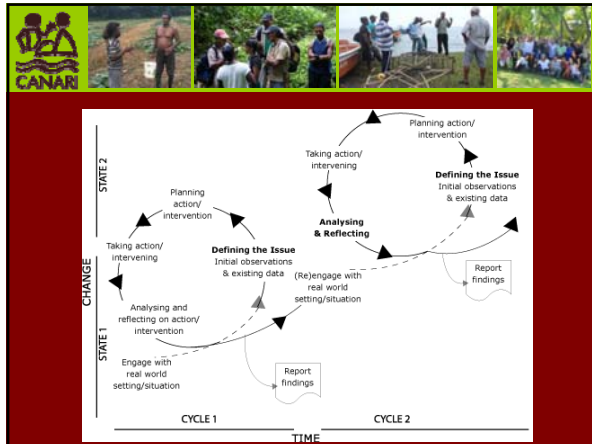 CANARI
Planning action/
intervention
Taking action/
intervening
Defining the Issue
Initial observations
& existing data
Analysing
& Reflecting
(Re)engage with
real world
setting/situation
Report
findings
Planning
action/
intervention
Taking action/
intervening
Defining the Issue
Initial observations
& existing data
Analysing and
reflecting on action/
intervention
Engage with
real world
setting/situation
Report
findings
STATE 2
CHANGE
STATE 1
CYCLE 1
CYCLE 2
TIME